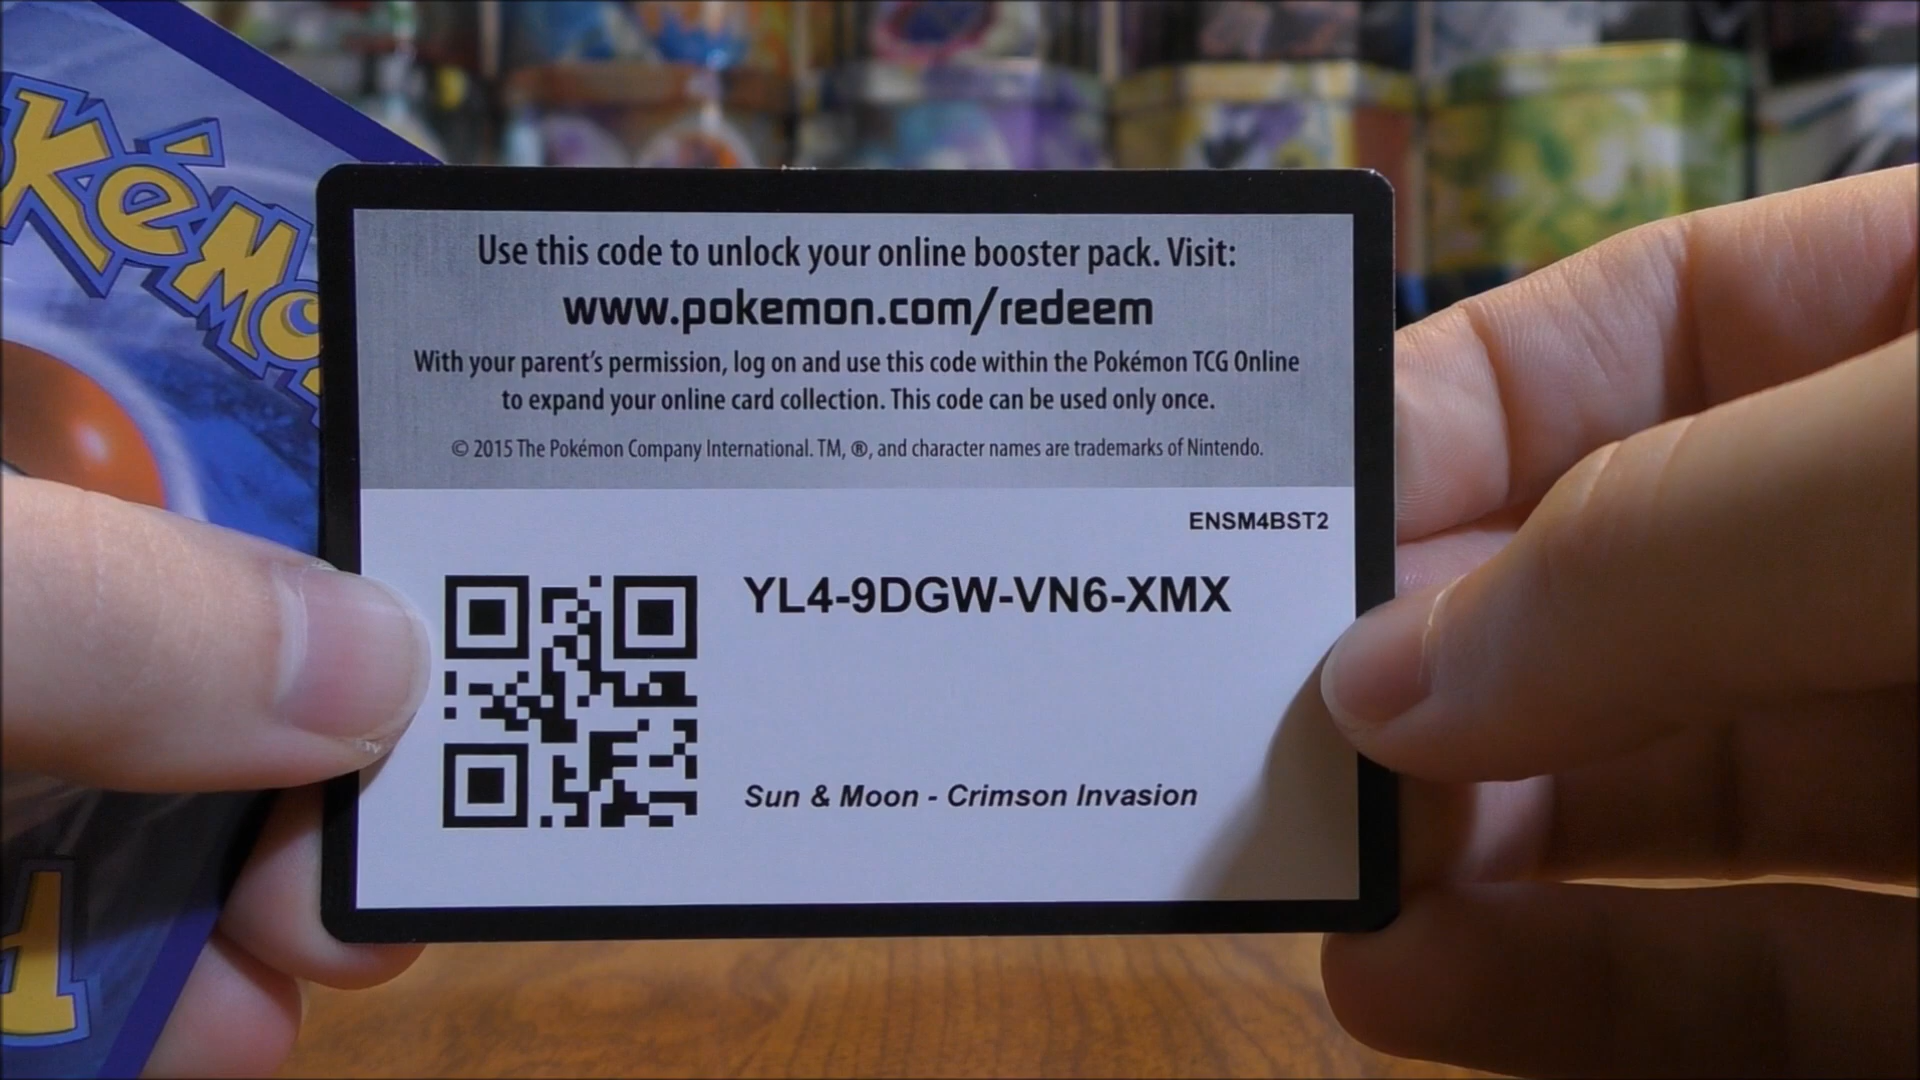 Kémo
Use this code to unlock your online booster pack. Visit:
www.pokemon.com/redeem
With your parent's permission, log on and use this code within the Pokémon TCG Online
to expand your online card collection. This code can be used only once.
© 2015 The Pokémon Company International. TM, ®, and character names are trademarks of Nintendo.
ENSM4BST2
YL4-9DGW-VN6-XMX
Sun & Moon - Crimson Invasion